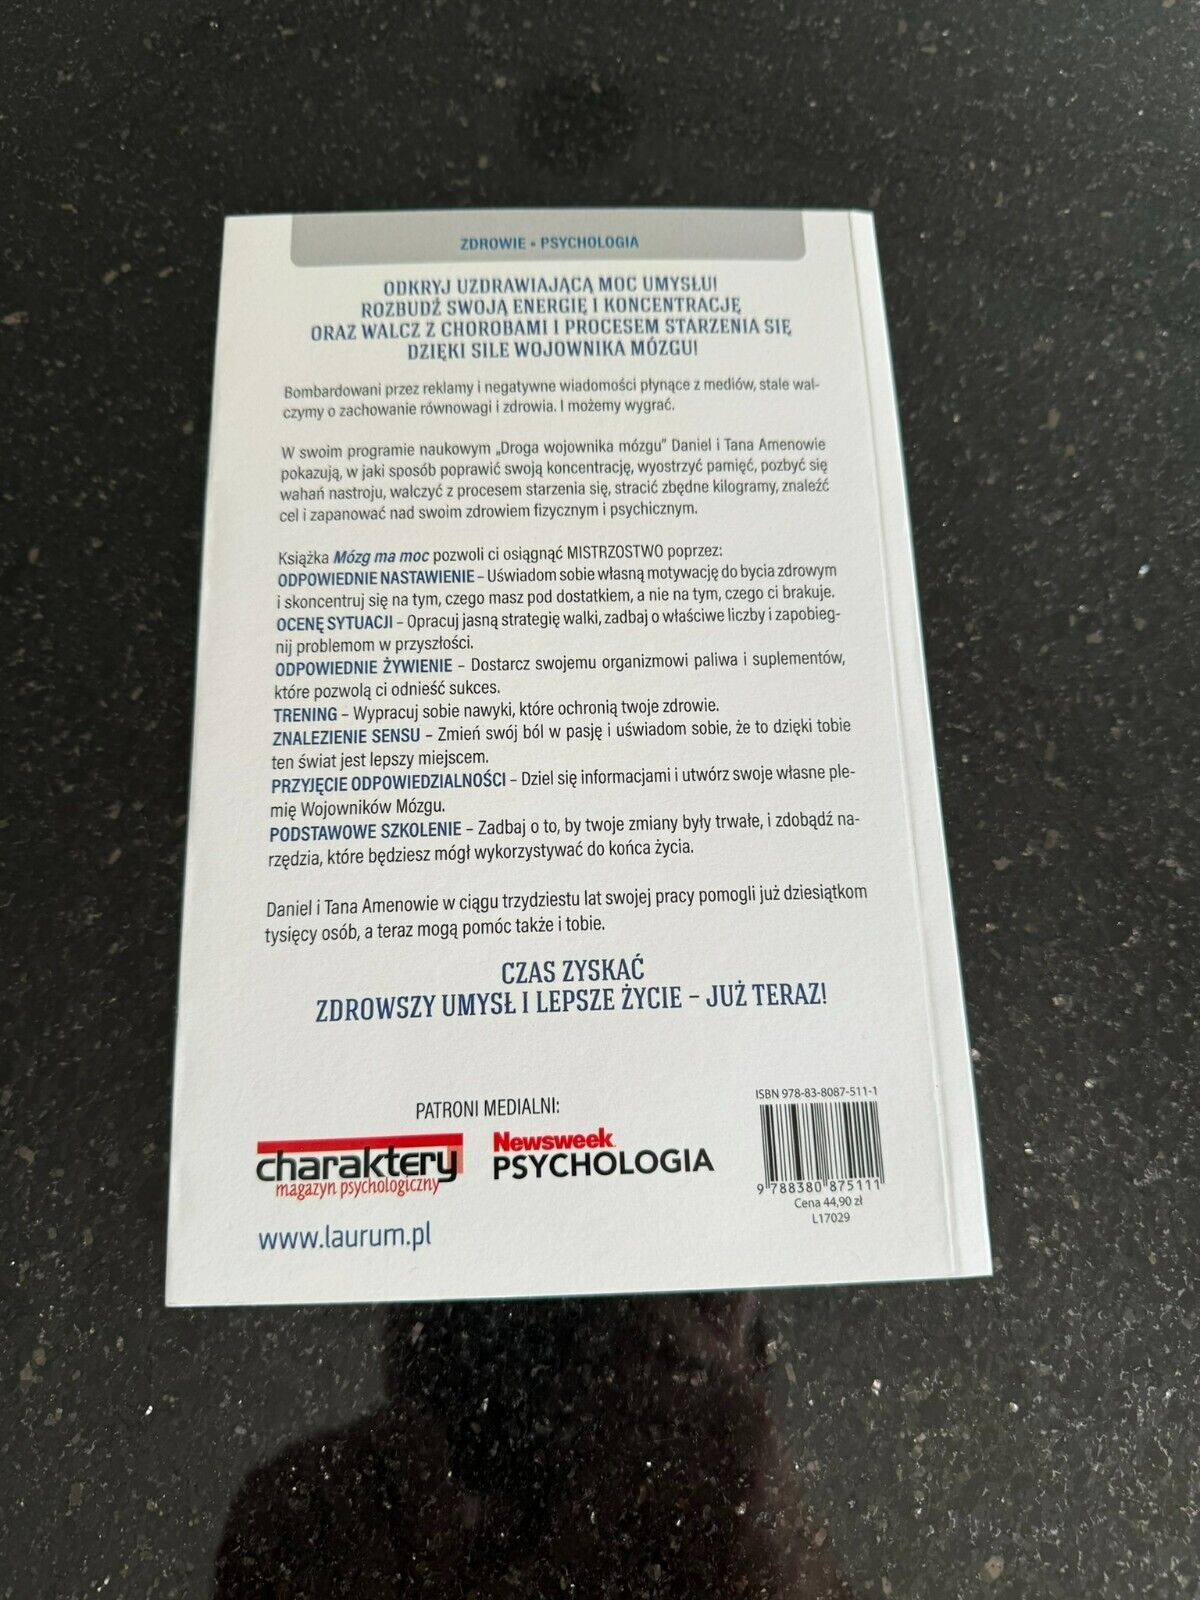 ZDROWIE • PSYCHOLOGIA
ODKRYJ UZDRAWIAJĄCĄ MOC UMYSŁU!
ROZBUDŹ SWOJĄ ENERGIĘ I KONCENTRACJĘ
ORAZ WALCZ Z CHOROBAMI I PROCESEM STARZENIA SIĘ
DZIĘKI SILE WOJOWNIKA MÓZGU!
Bombardowani przez reklamy i negatywne wiadomości płynące z mediów, stale wal-
czymy o zachowanie równowagi i zdrowia. I możemy wygrać.
W swoim programie naukowym „Droga wojownika mózgu” Daniel i Tana Amenowie
pokazują, w jaki sposób poprawić swoją koncentrację, wyostrzyć pamięć, pozbyć się
wahań nastroju, walczyć z procesem starzenia się, stracić zbędne kilogramy, znaleźć
cel i zapanować nad swoim zdrowiem fizycznym i psychicznym.
Książka Mózg ma moc pozwoli ci osiągnąć MISTRZOSTWO poprzez:
ODPOWIEDNIE NASTAWIENIE – Uświadom sobie własną motywację do bycia zdrowym
i skoncentruj się na tym, czego masz pod dostatkiem, a nie na tym, czego ci brakuje.
OCENĘ SYTUACJI – Opracuj jasną strategię walki, zadbaj o właściwe liczby i zapobieg-
nij problemom w przyszłości.
ODPOWIEDNIE ŻYWIENIE – Dostarcz swojemu organizmowi paliwa i suplementów,
które pozwolą ci odnieść sukces.
TRENING – Wypracuj sobie nawyki, które ochronią twoje zdrowie.
ZNALEZIENIE SENSU – Zmień swój ból w pasję i uświadom sobie, że to dzięki tobie
ten świat jest lepszy miejscem.
PRZYJĘCIE ODPOWIEDZIALNOŚCI – Dziel się informacjami i utwórz swoje własne ple-
mię Wojowników Mózgu.
PODSTAWOWE SZKOLENIE – Zadbaj o to, by twoje zmiany były trwałe, i zdobądź na-
rzędzia, które będziesz mógł wykorzystywać do końca życia.
Daniel i Tana Amenowie w ciągu trzydziestu lat swojej pracy pomogli już dziesiątkom
tysięcy osób, a teraz mogą pomóc także i tobie.
CZAS ZYSKAĆ
ZDROWSZY UMYSŁ I LEPSZE ŻYCIE – JUŻ TERAZ!
PATRONI MEDIALNI:
charaktery
magazyn psychologiczny
Newsweek
PSYCHOLOGIA
ISBN 978-83-8087-511-1
9 788380 875111
Cena 44,90 zł
L17029
www.laurum.pl